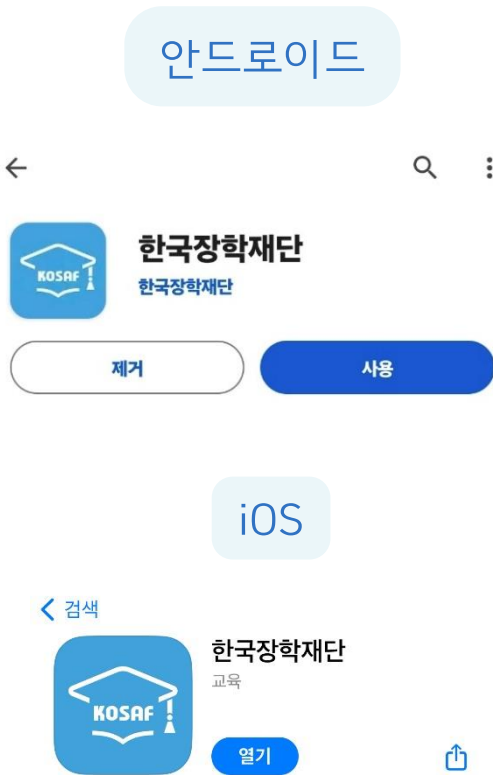 안드로이드
KOSAF
한국장학재단
한국장학재단
제거
사용
iOS
검색
한국장학재단
교육
KOSAF
열기